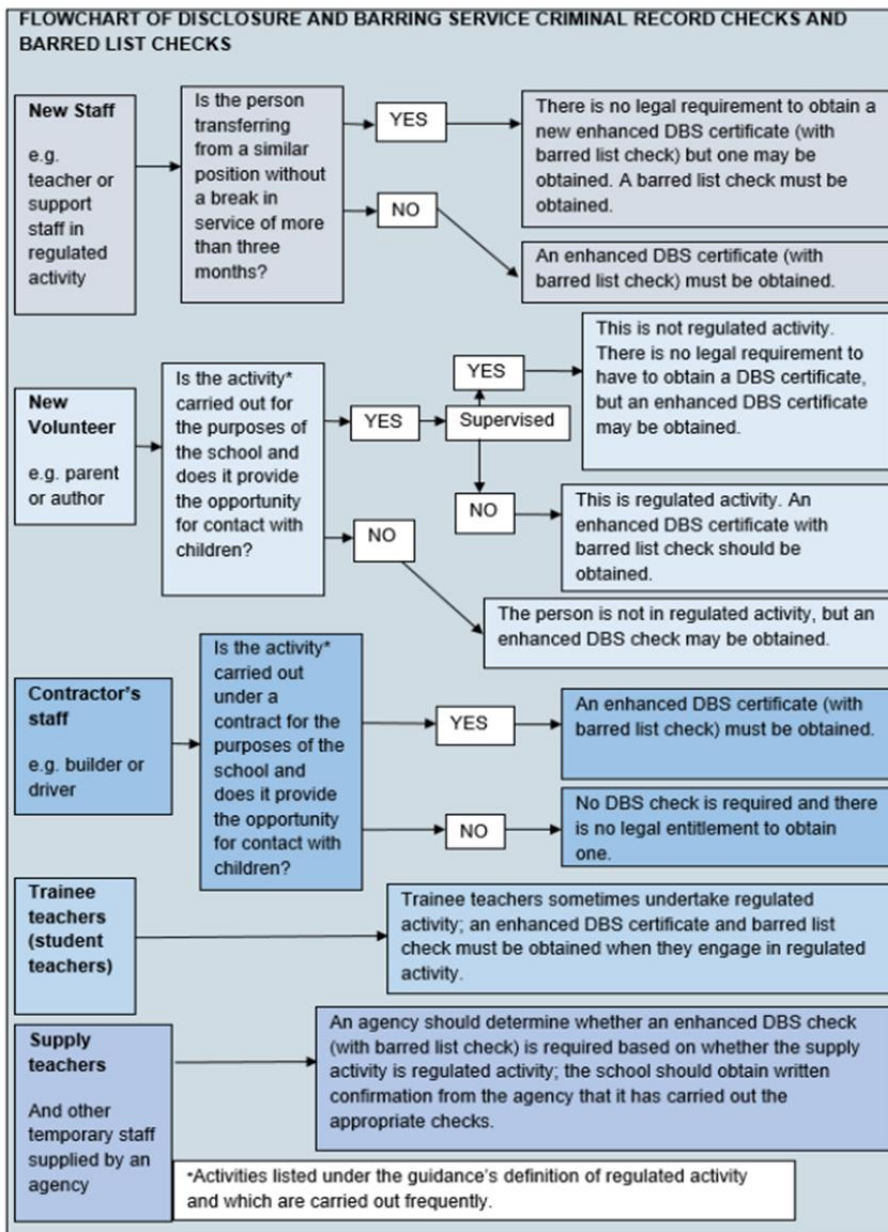 FLOWCHART OF DISCLOSURE AND BARRING SERVICE CRIMINAL RECORD CHECKS AND
BARRED LIST CHECKS
New Staff
e.g.
teacher or
support
staff in
regulated
activity
Is the person
transferring
from a similar
position without
a break in
service of more
than three
months?
YES
NO
There is no legal requirement to obtain a
new enhanced DBS certificate (with
barred list check) but one may be
obtained. A barred list check must be
obtained.
An enhanced DBS certificate (with
barred list check) must be obtained.
New
Volunteer
e.g. parent
or author
Is the activity*
carried out for
the purposes of
the school and
does it provide
the opportunity
for contact with
children?
YES
NO
Supervised
YES
NO
This is not regulated activity.
There is no legal requirement to
have to obtain a DBS certificate,
but an enhanced DBS certificate
may be obtained.
This is regulated activity. An
enhanced DBS certificate with
barred list check should be
obtained.
The person is not in regulated activity, but an
enhanced DBS check may be obtained.
Contractor's
staff
e.g. builder or
driver
Is the activity*
carried out
under a
contract for the
purposes of the
school and
does it provide
the opportunity
for contact with
children?
YES
NO
An enhanced DBS certificate (with
barred list check) must be obtained.
No DBS check is required and there
is no legal entitlement to obtain
one.
Trainee
teachers
(student
teachers)
Trainee teachers sometimes undertake regulated
activity; an enhanced DBS certificate and barred list
check must be obtained when they engage in regulated
activity.
Supply
teachers
And other
temporary staff
supplied by an
agency
An agency should determine whether an enhanced DBS check
(with barred list check) is required based on whether the supply
activity is regulated activity; the school should obtain written
confirmation from the agency that it has carried out the
appropriate checks.
*Activities listed under the guidance's definition of regulated activity
and which are carried out frequently.